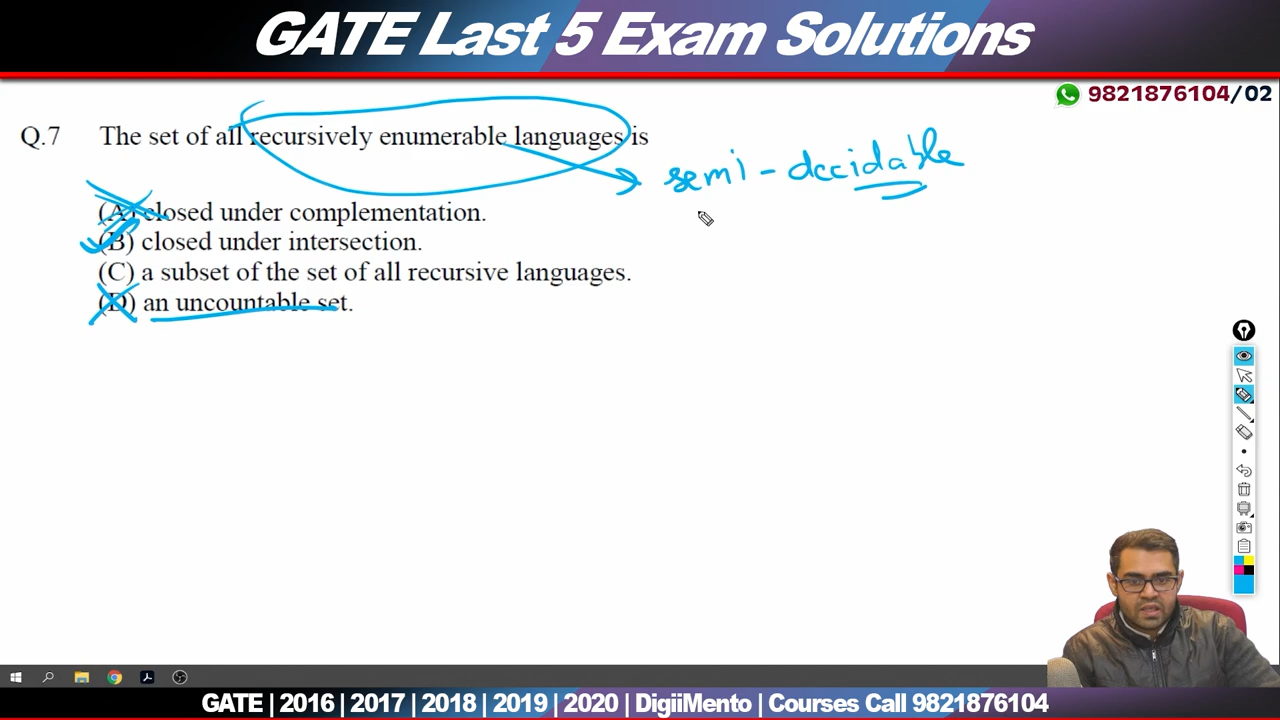 GATE Last 5 Exam Solutions
9821876104/02
Q.7 The set of all recursively enumerable languages is
semi-decidable
(A) closed under complementation.
(B) closed under intersection.
(C) a subset of the set of all recursive languages.
(D) an uncountable set.
GATE | 2016 | 2017 | 2018 | 2019 | 2020 | DigiiMento | Courses Call 9821876104